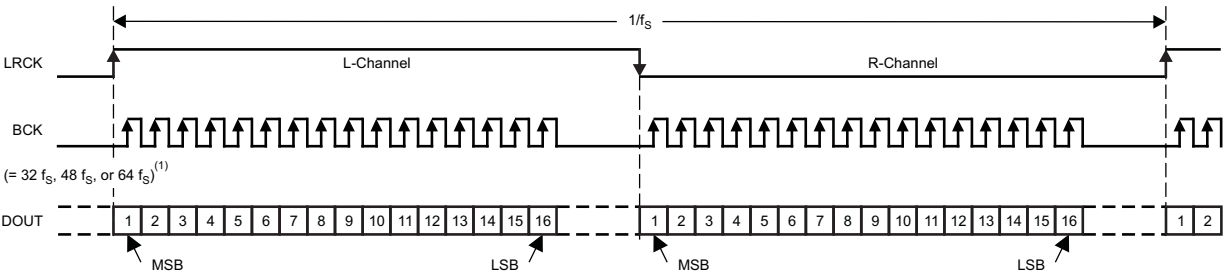 1/fS
LRCK
L-Channel
R-Channel
BCK
(= 32 fS, 48 fS, or 64 fS)(1)
DOUT
1 2 3 4 5 6 7 8 9 10 11 12 13 14 15 16 1 2 3 4 5 6 7 8 9 10 11 12 13 14 15 16 1 2
MSB
LSB
MSB
LSB